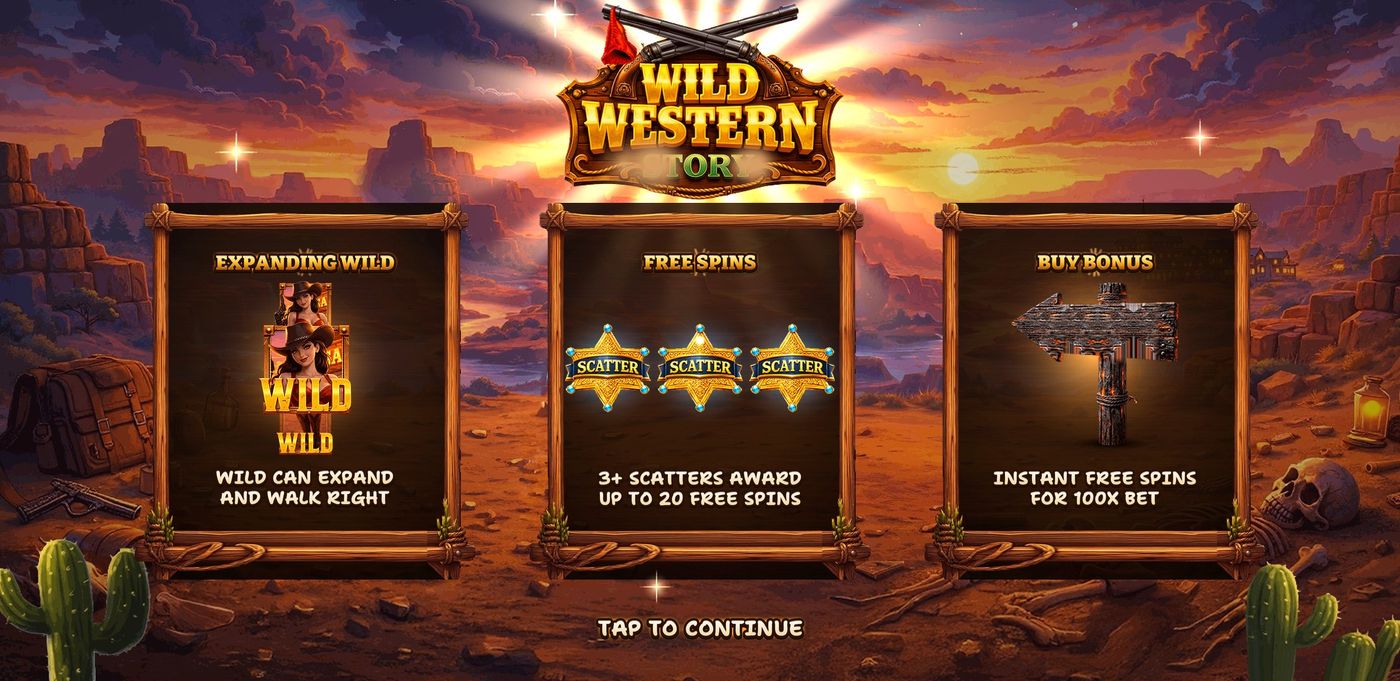 WILD
WESTERN
STORY
EXPANDING WILD
WILD
WILD
WILD CAN EXPAND
AND WALK RIGHT
FREE SPINS
SCATTER SCATTER SCATTER
3+ SCATTERS AWARD
UP TO 20 FREE SPINS
BUY BONUS
INSTANT FREE SPINS
FOR 100X BET
TAP TO CONTINUE